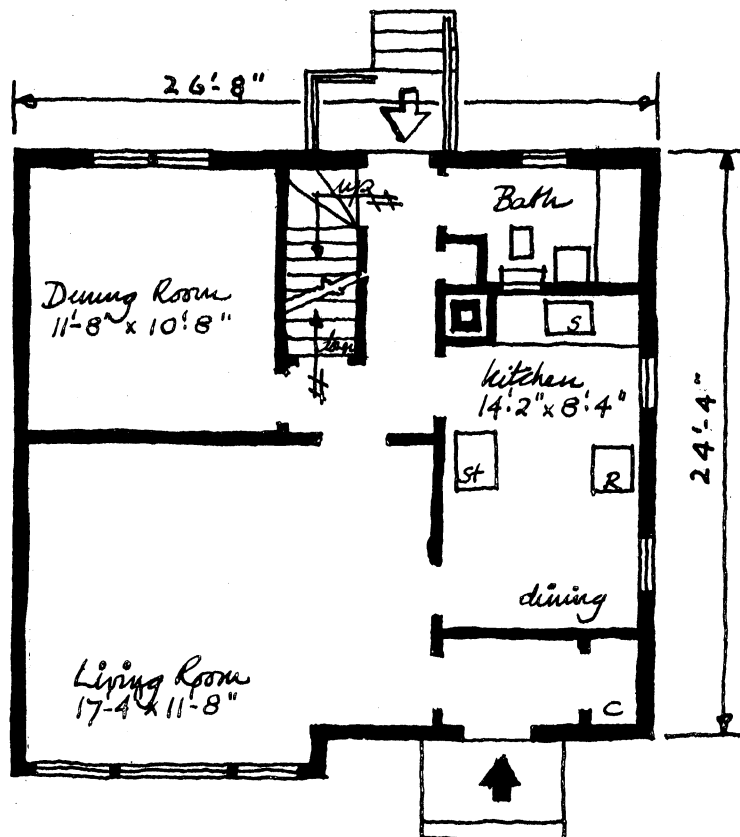 26'-8"
up
Bath
Dining Room
11'-8" x 10'8"
S
kitchen
14'2" x 8'4"
24'-4"
St
R
dining
Living Room
17-4 x 11-8"
C